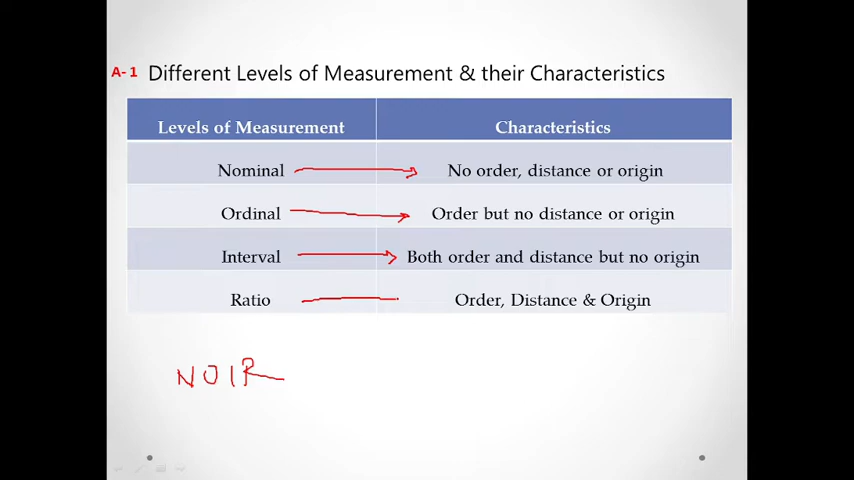 A- 1 Different Levels of Measurement & their Characteristics
Levels of Measurement Characteristics
Nominal No order, distance or origin
Ordinal Order but no distance or origin
Interval Both order and distance but no origin
Ratio Order, Distance & Origin
NOIR